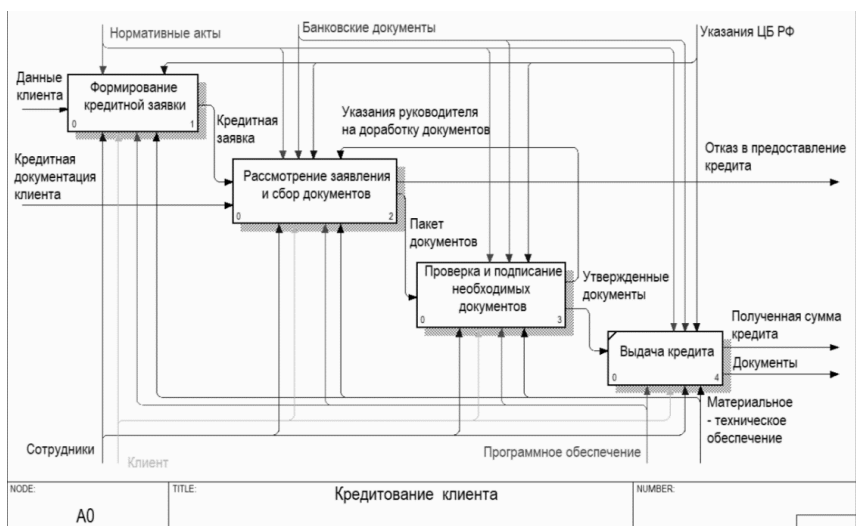 Нормативные акты
Банковские документы
Указания ЦБ РФ
Данные
клиента
Формирование
кредитной заявки
0
1
Кредитная
заявка
Указания руководителя
на доработку документов
Кредитная
документация
клиента
Рассмотрение заявления
и сбор документов
0
2
Отказ в предоставление
кредита
Пакет
документов
Проверка и подписание
необходимых
документов
0
3
Утвержденные
документы
Полученная сумма
кредита
Выдача кредита
0
4
Документы
Материальное
- техническое
обеспечение
Сотрудники
Клиент
Программное обеспечение
NODE:
TITLE:
NUMBER:
A0
Кредитование клиента